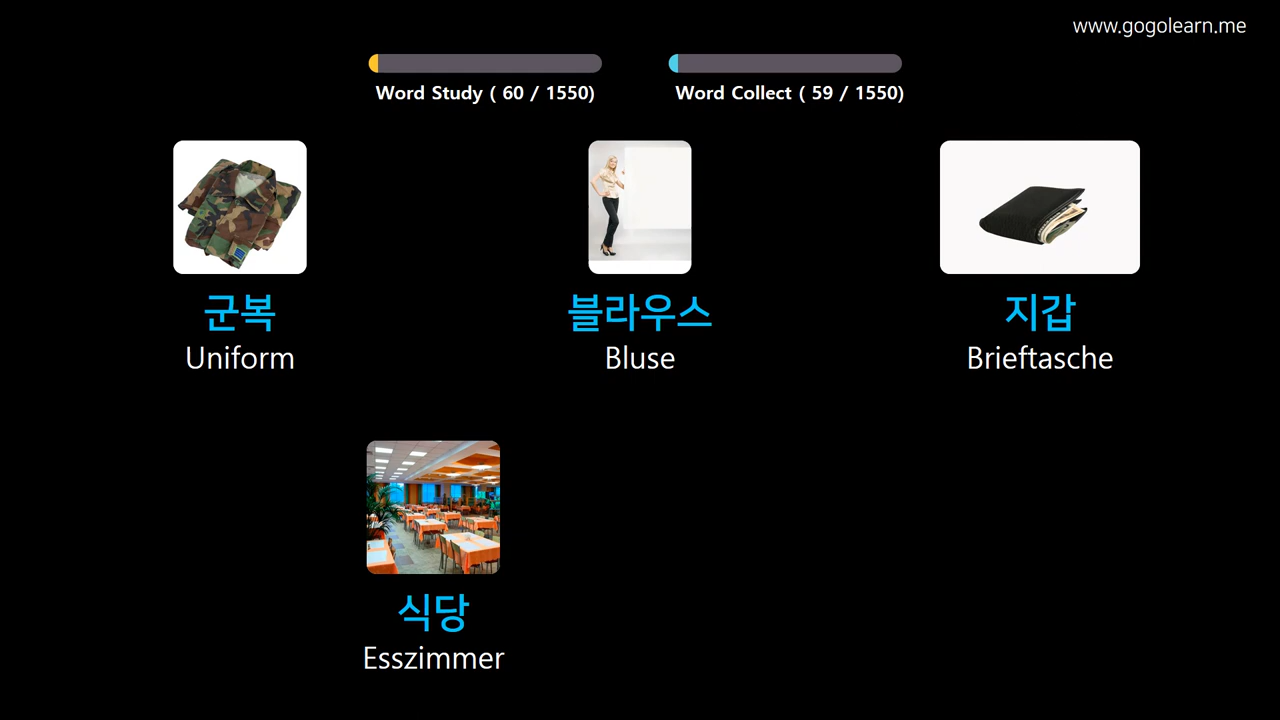 www.gogolearn.me
Word Study ( 60 / 1550)
Word Collect ( 59 / 1550)
군복
Uniform
블라우스
Bluse
지갑
Brieftasche
식당
Esszimmer